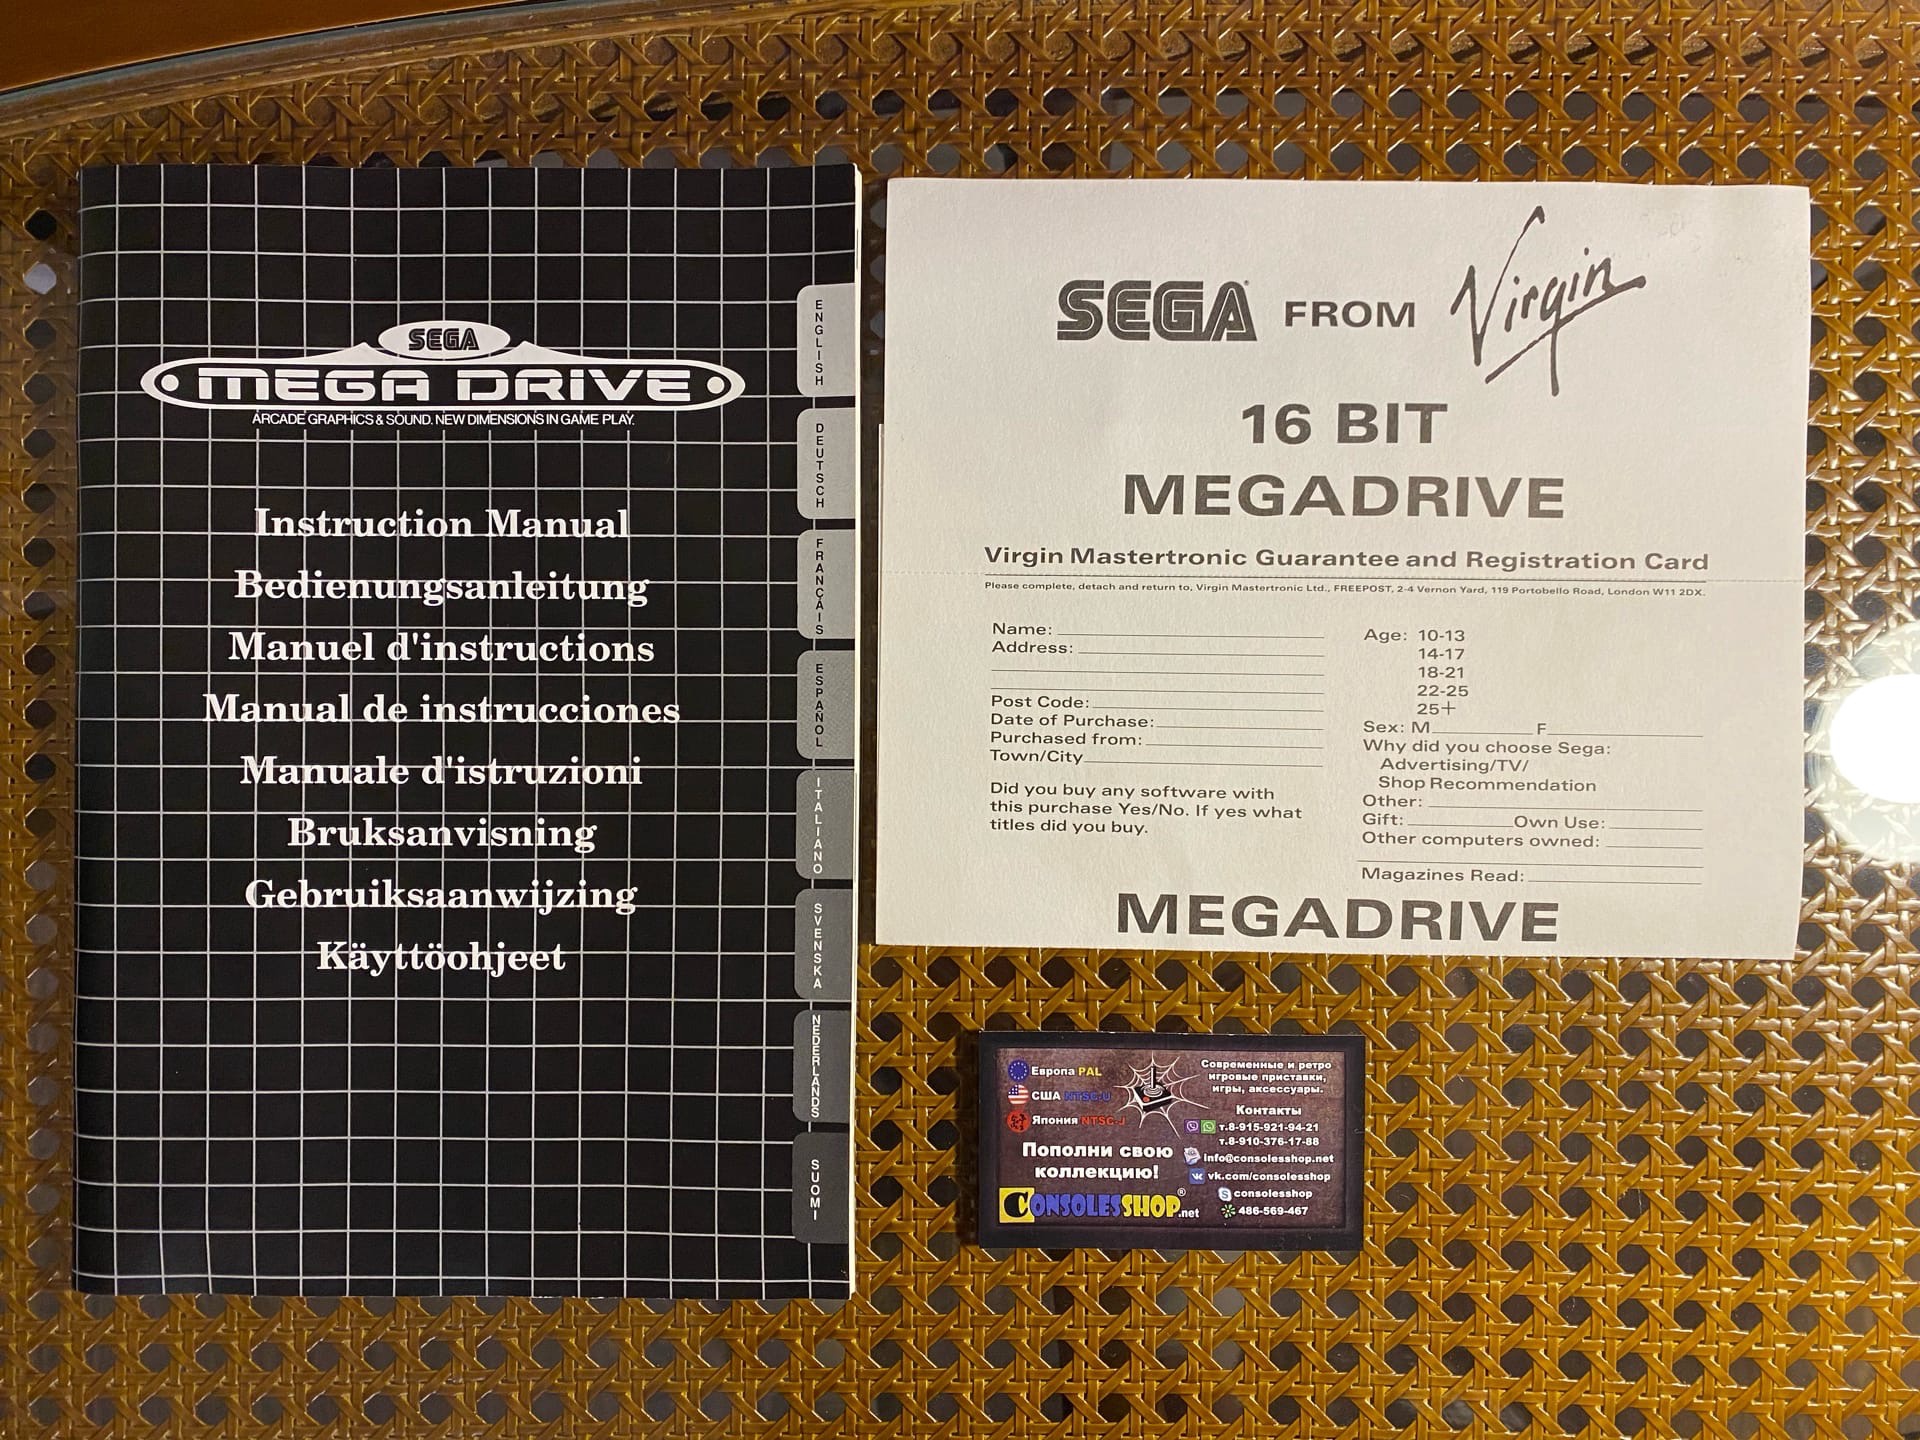 SEGA
MEGA DRIVE
ARCADE GRAPHICS & SOUND. NEW DIMENSIONS IN GAME PLAY.
Instruction Manual
Bedienungsanleitung
Manuel d'instructions
Manual de instrucciones
Manuale d'istruzioni
Bruksanvisning
Gebruiksaanwijzing
Käyttöohjeet
ENGLISH
DEUTSCH
FRANÇAIS
ESPAÑOL
ITALIANO
SVENSKA
NEDERLANDS
SUOMI
SEGA® FROM Virgin
16 BIT
MEGADRIVE
Virgin Mastertronic Guarantee and Registration Card
Please complete, detach and return to, Virgin Mastertronic Ltd., FREEPOST, 2-4 Vernon Yard, 119 Portobello Road, London W11 2DX.
Name:
Address:
Post Code:
Date of Purchase:
Purchased from:
Town/City
Did you buy any software with
this purchase Yes/No. If yes what
titles did you buy.
Age: 10-13
14-17
18-21
22-25
25+
Sex: M F
Why did you choose Sega:
Advertising/TV/
Shop Recommendation
Other:
Gift: Own Use:
Other computers owned:
Magazines Read:
MEGADRIVE
Европа PAL
США NTSC-U
Япония NTSC-J
Пополни свою
коллекцию!
CONSOLESSHOP®.net
Современные и ретро
игровые приставки,
игры, аксессуары.
Контакты
т.8-915-921-94-21
т.8-910-376-17-88
info@consolesshop.net
vk.com/consolesshop
consolesshop
486-569-467